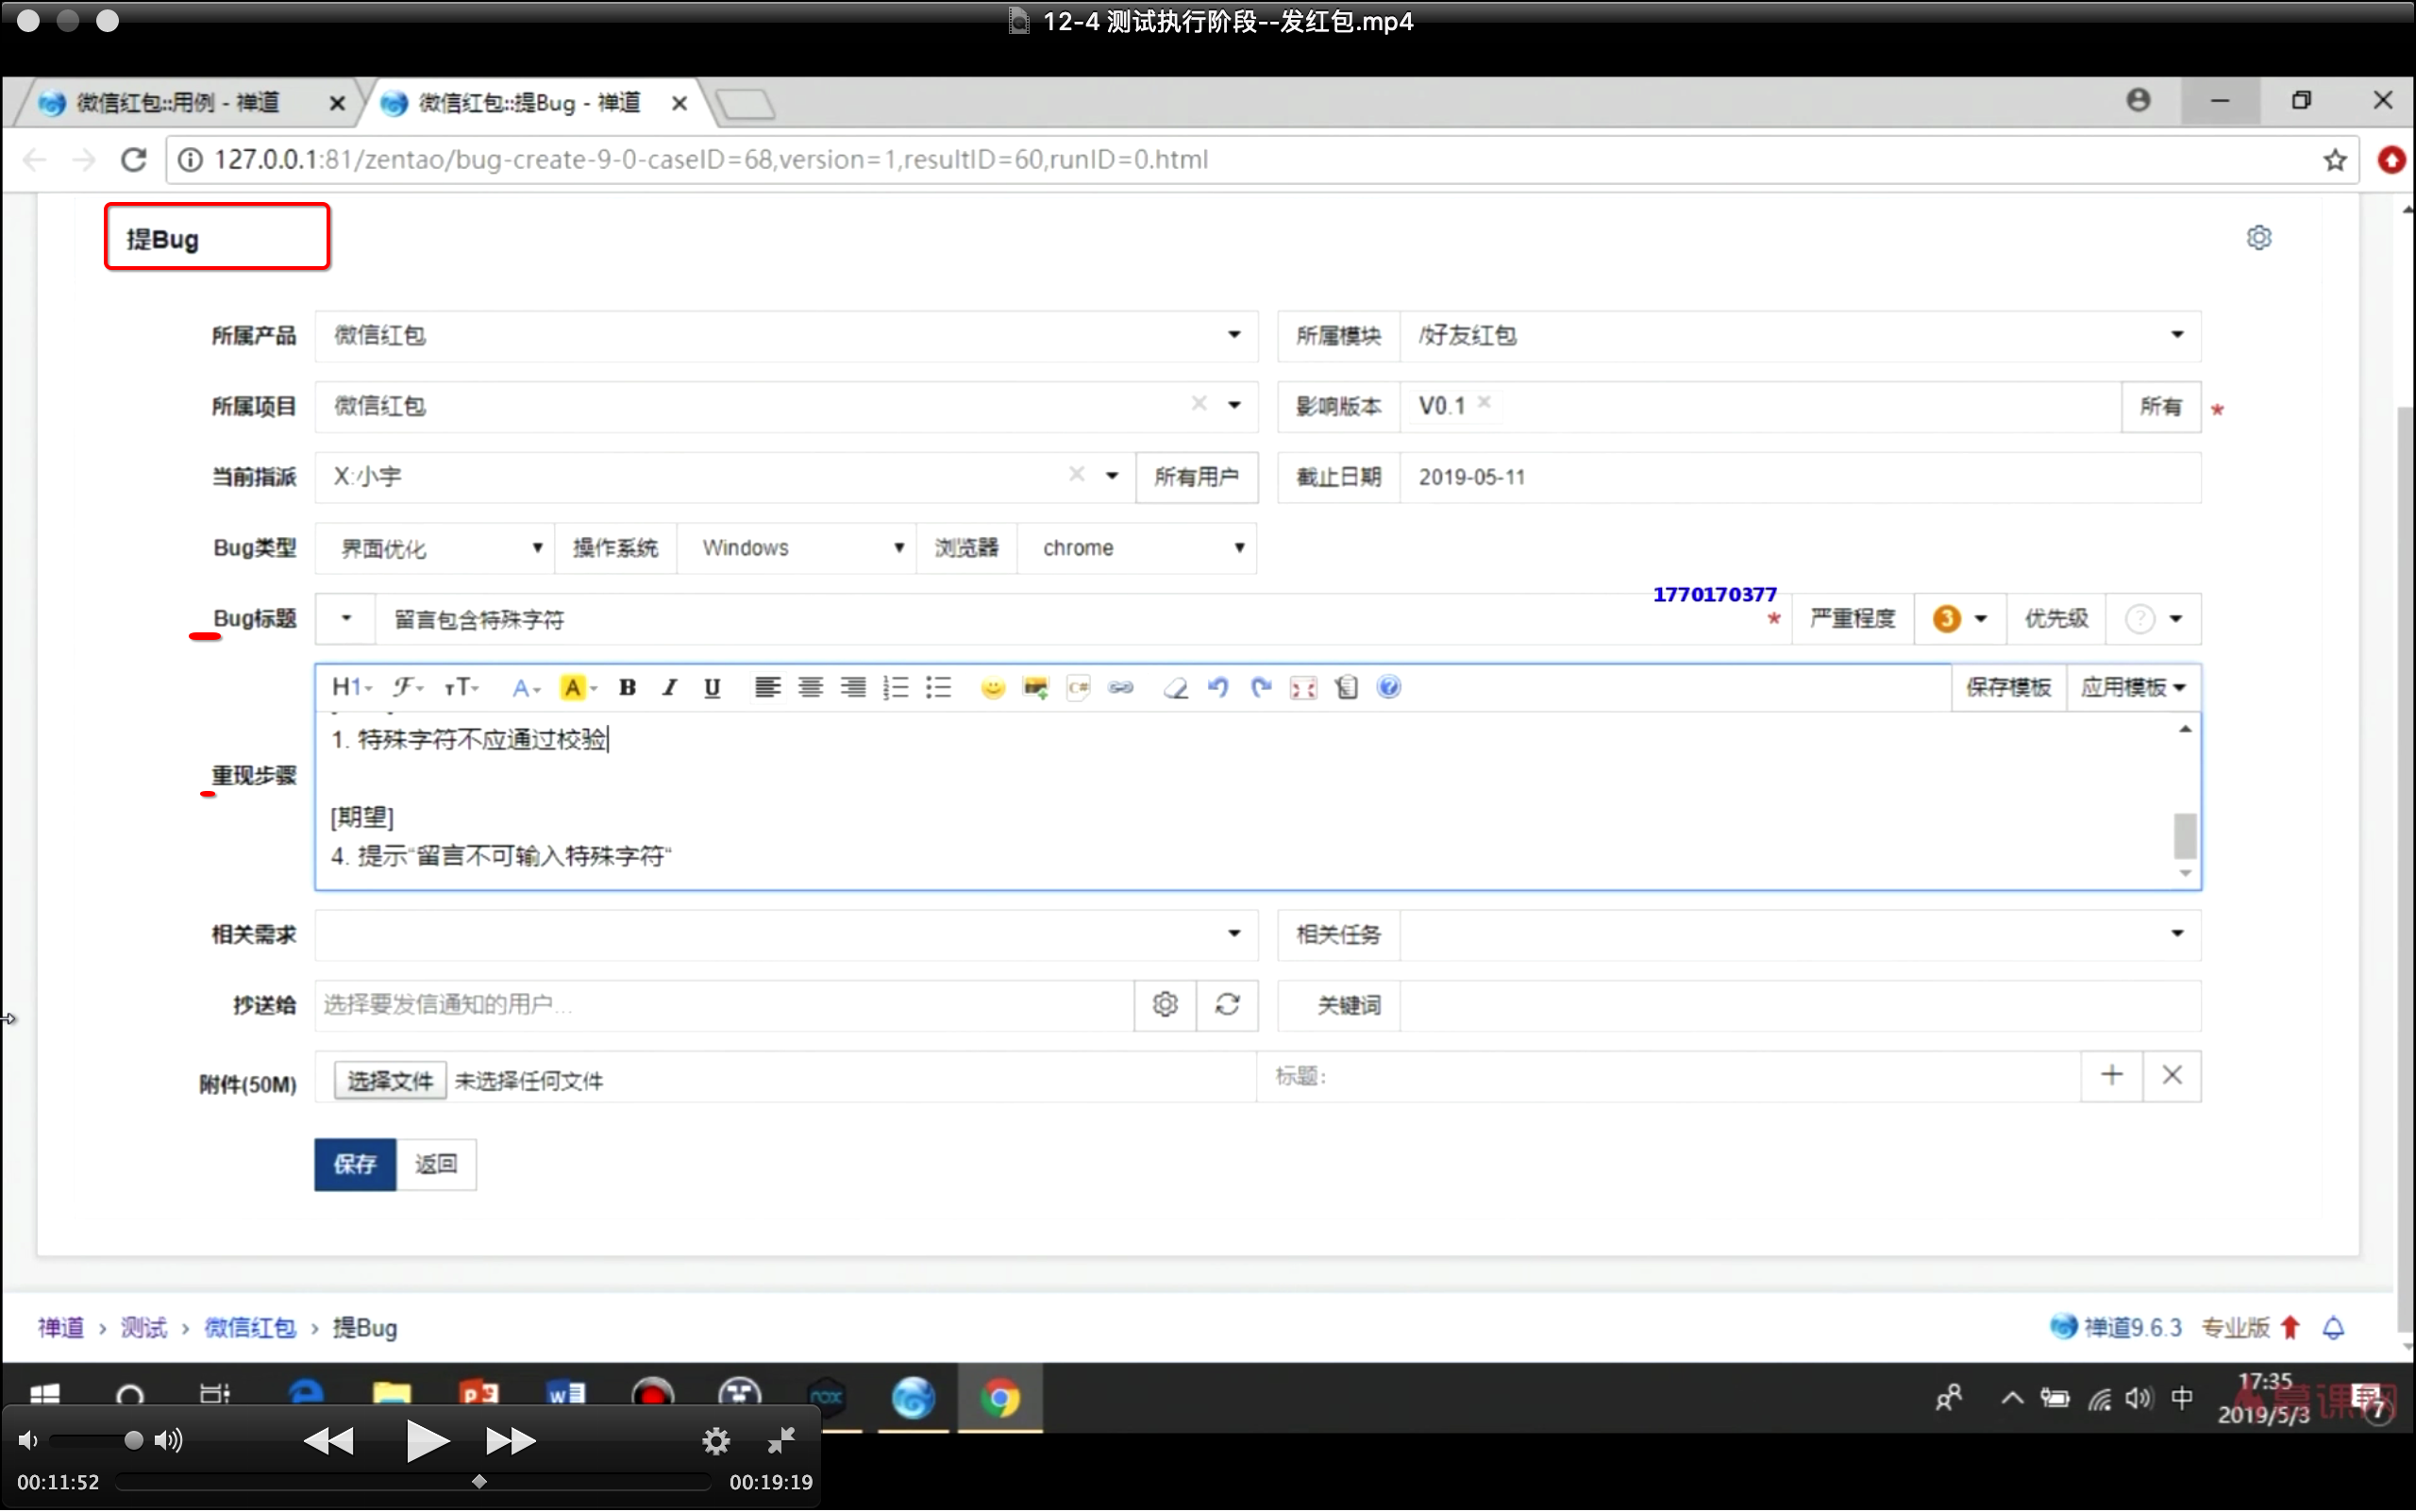 12-4 测试执行阶段--发红包.mp4
微信红包::用例 - 禅道
微信红包::提Bug - 禅道
127.0.0.1:81/zentao/bug-create-9-0-caseID=68,version=1,resultID=60,runID=0.html
提Bug
所属产品 微信红包 所属模块 /好友红包
所属项目 微信红包 影响版本 V0.1 所有 *
当前指派 X:小宇 所有用户 截止日期 2019-05-11
Bug类型 界面优化 操作系统 Windows 浏览器 chrome
1770170377
Bug标题 留言包含特殊字符 * 严重程度 3 优先级 ?
H1 保存模板 应用模板
1. 特殊字符不应通过校验
重现步骤
[期望]
4. 提示“留言不可输入特殊字符“
相关需求 相关任务
抄送给 选择要发信通知的用户... 关键词
附件(50M) 选择文件 未选择任何文件 标题:
保存 返回
禅道 › 测试 › 微信红包 › 提Bug 禅道9.6.3 专业版
中 17:35
2019/5/3 慕课网 7
00:11:52 00:19:19